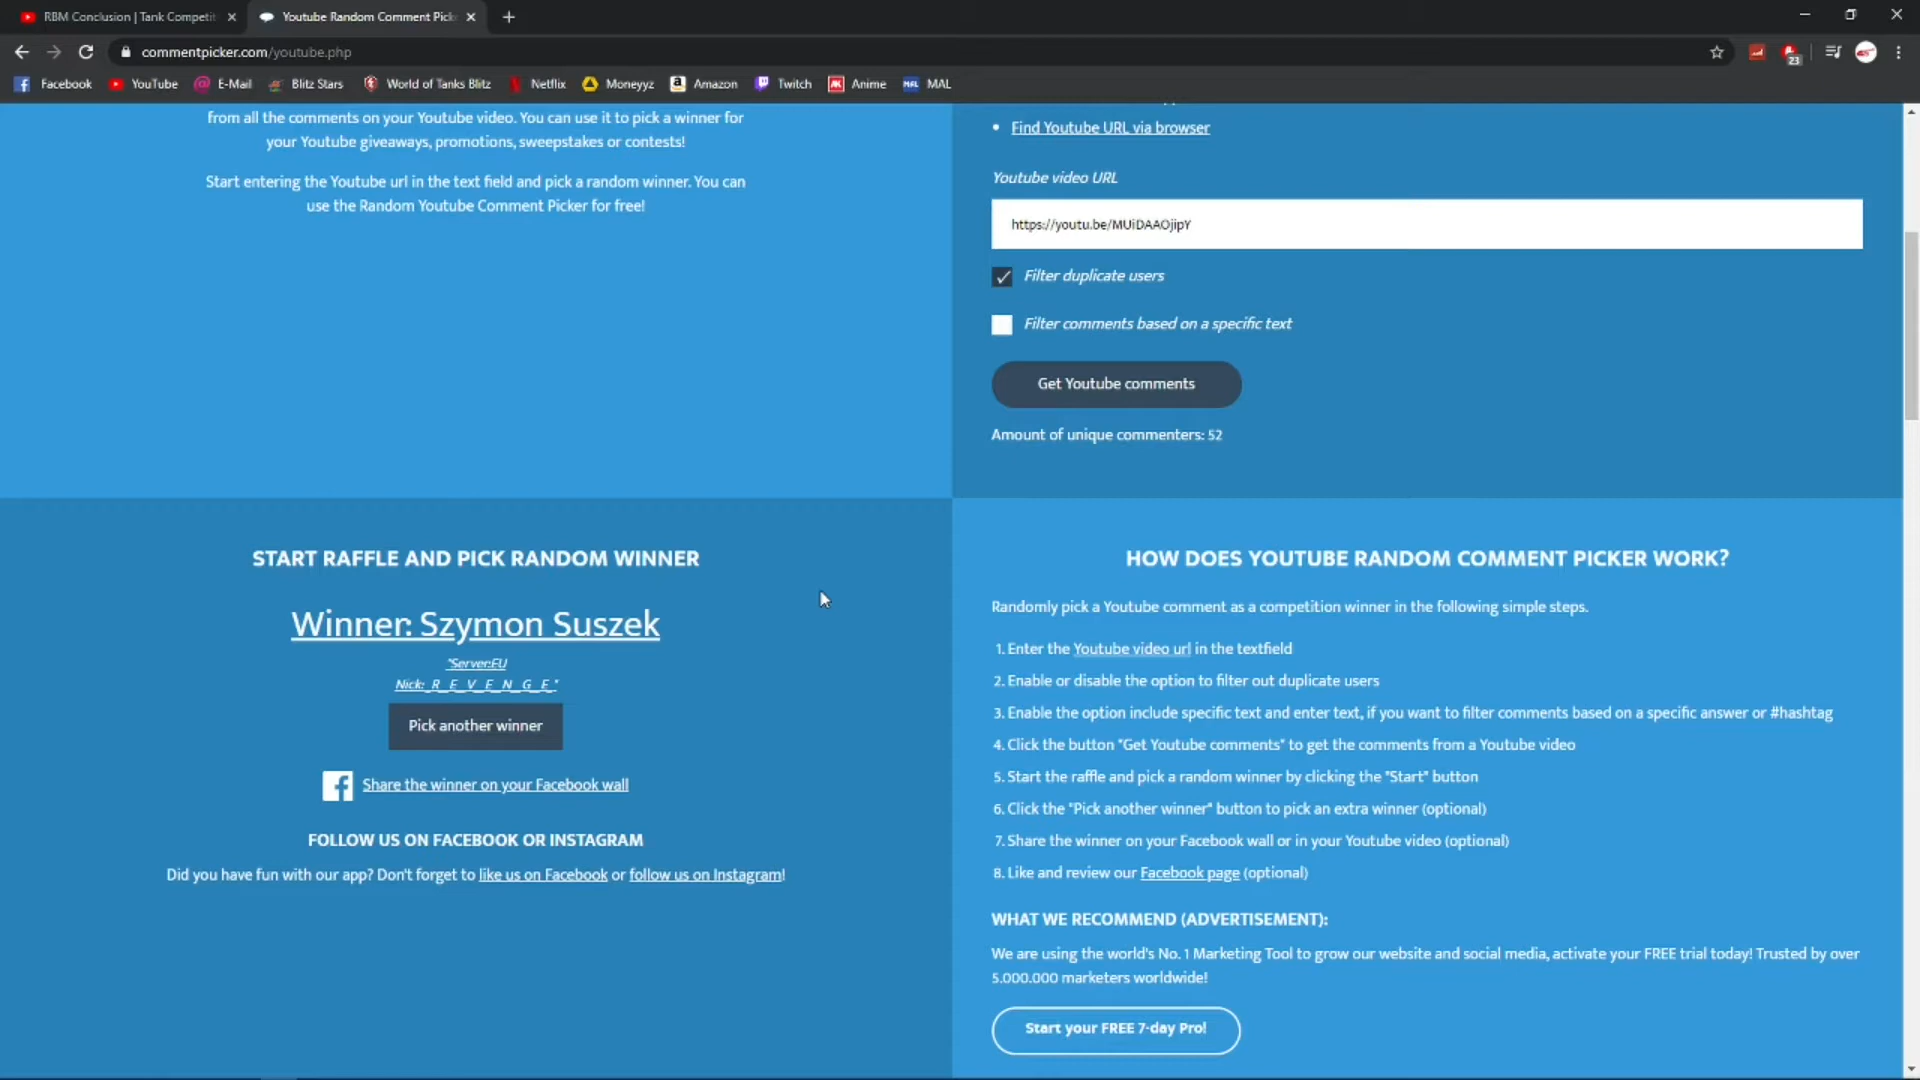 RBM Conclusion | Tank Competit
Youtube Random Comment Pick
commentpicker.com/youtube.php
23
Facebook YouTube E-Mail Blitz Stars World of Tanks Blitz Netflix Moneyyz Amazon Twitch Anime MAL
from all the comments on your Youtube video. You can use it to pick a winner for
your Youtube giveaways, promotions, sweepstakes or contests!
Start entering the Youtube url in the text field and pick a random winner. You can
use the Random Youtube Comment Picker for free!
• Find Youtube URL via browser
Youtube video URL
https://youtu.be/MUiDAAOjipY
Filter duplicate users
Filter comments based on a specific text
Get Youtube comments
Amount of unique commenters: 52
START RAFFLE AND PICK RANDOM WINNER
Winner: Szymon Suszek
"Server:EU
Nick:_R_E_V_E_N_G_E_"
Pick another winner
Share the winner on your Facebook wall
FOLLOW US ON FACEBOOK OR INSTAGRAM
Did you have fun with our app? Don't forget to like us on Facebook or follow us on Instagram!
HOW DOES YOUTUBE RANDOM COMMENT PICKER WORK?
Randomly pick a Youtube comment as a competition winner in the following simple steps.
1. Enter the Youtube video url in the textfield
2. Enable or disable the option to filter out duplicate users
3. Enable the option include specific text and enter text, if you want to filter comments based on a specific answer or #hashtag
4. Click the button "Get Youtube comments" to get the comments from a Youtube video
5. Start the raffle and pick a random winner by clicking the "Start" button
6. Click the "Pick another winner" button to pick an extra winner (optional)
7. Share the winner on your Facebook wall or in your Youtube video (optional)
8. Like and review our Facebook page (optional)
WHAT WE RECOMMEND (ADVERTISEMENT):
We are using the world's No. 1 Marketing Tool to grow our website and social media, activate your FREE trial today! Trusted by over
5.000.000 marketers worldwide!
Start your FREE 7-day Pro!